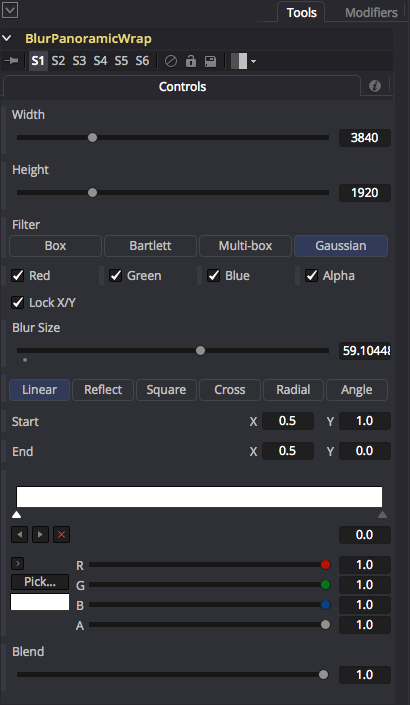 Tools Modifiers
BlurPanoramicWrap
S1 S2 S3 S4 S5 S6
Controls
Width
3840
Height
1920
Filter
Box Bartlett Multi-box Gaussian
Red Green Blue Alpha
Lock X/Y
Blur Size
59.10448
Linear Reflect Square Cross Radial Angle
Start X 0.5 Y 1.0
End X 0.5 Y 0.0
0.0
R 1.0
Pick... G 1.0
B 1.0
A 1.0
Blend
1.0